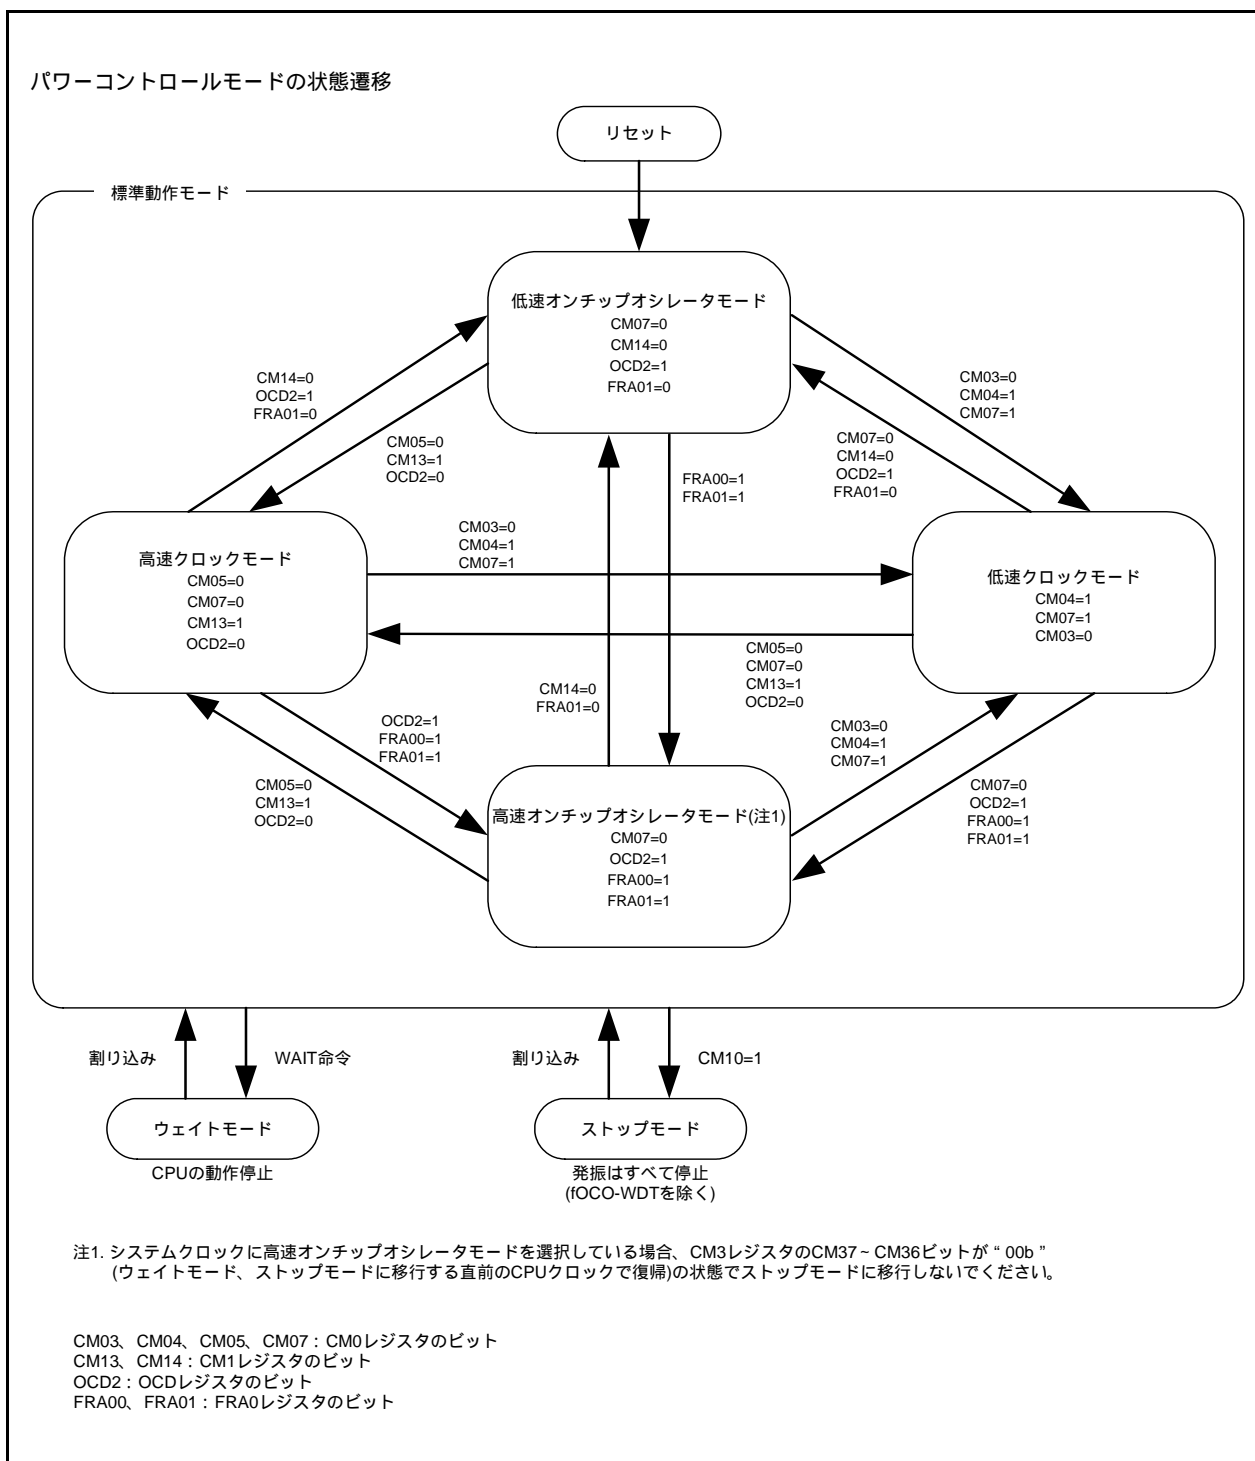 パワーコントロールモードの状態遷移
リセット
標準動作モード
低速オンチップオシレータモード
CM07=0
CM14=0
OCD2=1
FRA01=0
CM14=0
OCD2=1
FRA01=0
CM05=0
CM13=1
OCD2=0
CM03=0
CM04=1
CM07=1
CM07=0
CM14=0
OCD2=1
FRA01=0
FRA00=1
FRA01=1
高速クロックモード
CM05=0
CM07=0
CM13=1
OCD2=0
CM03=0
CM04=1
CM07=1
低速クロックモード
CM04=1
CM07=1
CM03=0
CM05=0
CM07=0
CM13=1
OCD2=0
CM14=0
FRA01=0
OCD2=1
FRA00=1
FRA01=1
CM03=0
CM04=1
CM07=1
CM05=0
CM13=1
OCD2=0
CM07=0
OCD2=1
FRA00=1
FRA01=1
高速オンチップオシレータモード(注1)
CM07=0
OCD2=1
FRA00=1
FRA01=1
割り込み
WAIT命令
割り込み
CM10=1
ウェイトモード
CPUの動作停止
ストップモード
発振はすべて停止
(fOCO-WDTを除く)
注1. システムクロックに高速オンチップオシレータモードを選択している場合、CM3レジスタのCM37~CM36ビットが“00b”
(ウェイトモード、ストップモードに移行する直前のCPUクロックで復帰)の状態でストップモードに移行しないでください。
CM03、CM04、CM05、CM07：CM0レジスタのビット
CM13、CM14：CM1レジスタのビット
OCD2：OCDレジスタのビット
FRA00、FRA01：FRA0レジスタのビット